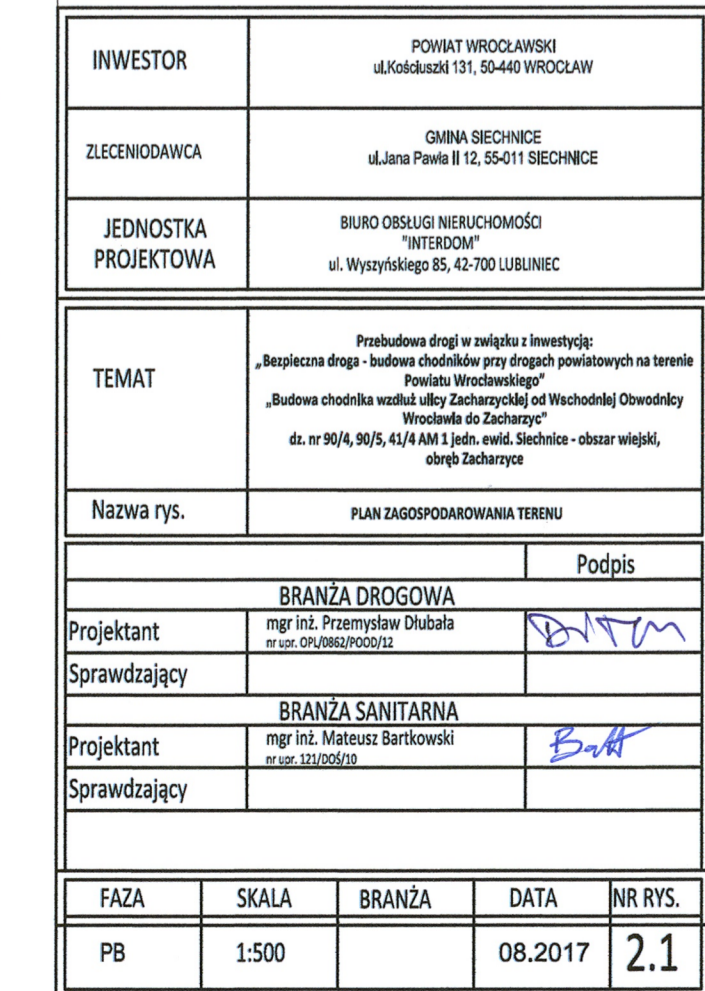 INWESTOR
POWIAT WROCŁAWSKI
ul.Kościuszki 131, 50-440 WROCŁAW
ZLECENIODAWCA
GMINA SIECHNICE
ul.Jana Pawła II 12, 55-011 SIECHNICE
JEDNOSTKA
PROJEKTOWA
BIURO OBSŁUGI NIERUCHOMOŚCI
"INTERDOM"
ul. Wyszyńskiego 85, 42-700 LUBLINIEC
TEMAT
Przebudowa drogi w związku z inwestycją:
„Bezpieczna droga - budowa chodników przy drogach powiatowych na terenie
Powiatu Wrocławskiego”
„Budowa chodnika wzdłuż ulicy Zacharzyckiej od Wschodniej Obwodnicy
Wrocławia do Zacharzyc”
dz. nr 90/4, 90/5, 41/4 AM 1 jedn. ewid. Siechnice - obszar wiejski,
obręb Zacharzyce
Nazwa rys.
PLAN ZAGOSPODAROWANIA TERENU
Podpis
BRANŻA DROGOWA
Projektant
mgr inż. Przemysław Dłubała
nr upr. OPL/0862/POOD/12
Sprawdzający
BRANŻA SANITARNA
Projektant
mgr inż. Mateusz Bartkowski
nr upr. 121/DOŚ/10
Sprawdzający
FAZA SKALA BRANŻA DATA NR RYS.
PB 1:500 08.2017 2.1